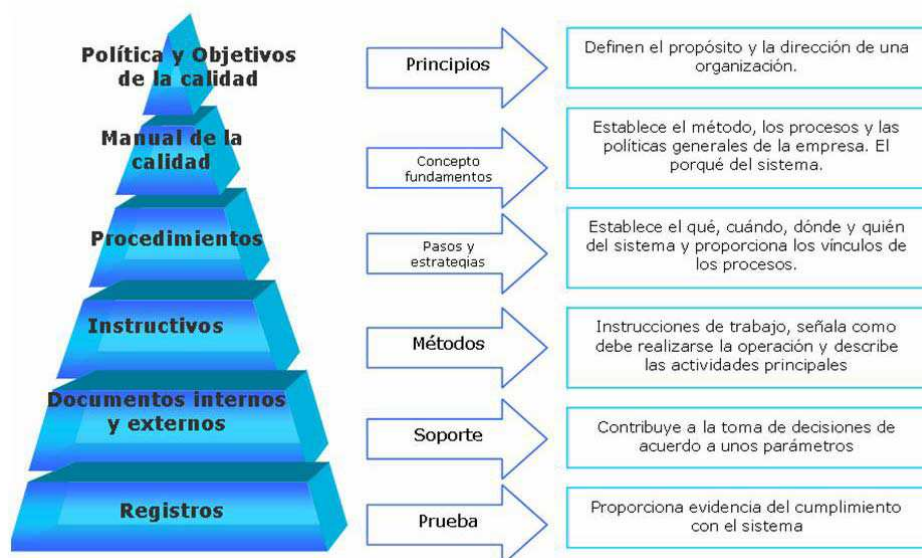 Política y Objetivos
de la calidad
Principios
Definen el propósito y la dirección de una
organización.
Manual de la
calidad
Concepto
fundamentos
Establece el método, los procesos y las
políticas generales de la empresa. El
porqué del sistema.
Procedimientos
Pasos y
estrategias
Establece el qué, cuándo, dónde y quién
del sistema y proporciona los vínculos de
los procesos.
Instructivos
Métodos
Instrucciones de trabajo, señala como
debe realizarse la operación y describe
las actividades principales
Documentos internos
y externos
Soporte
Contribuye a la toma de decisiones de
acuerdo a unos parámetros
Registros
Prueba
Proporciona evidencia del cumplimiento
con el sistema